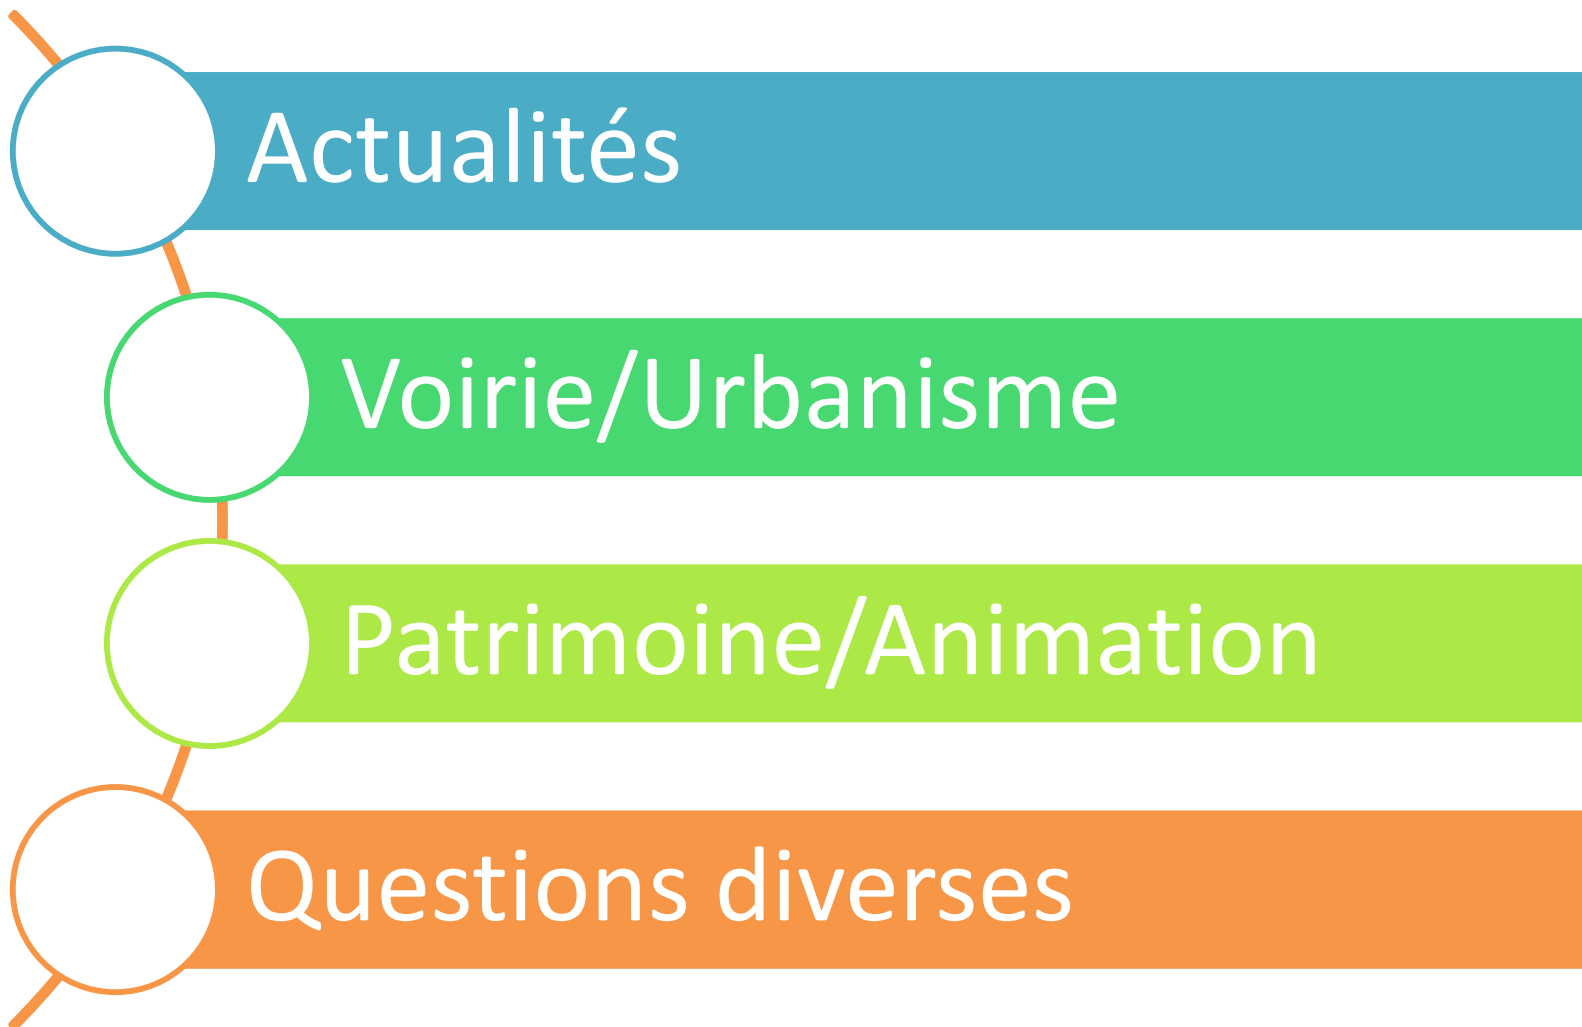 Actualités
Voirie/Urbanisme
Patrimoine/Animation
Questions diverses